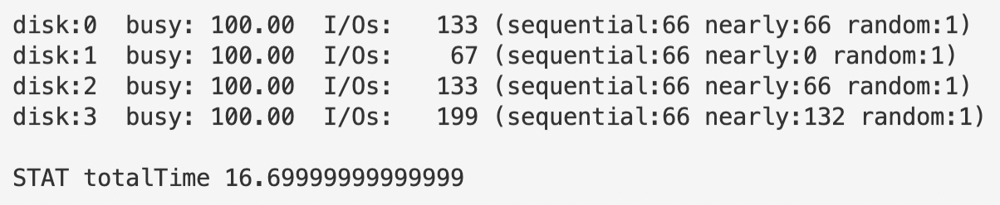 disk:0  busy: 100.00  I/Os:   133 (sequential:66 nearly:66 random:1)
disk:1  busy: 100.00  I/Os:    67 (sequential:66 nearly:0 random:1)
disk:2  busy: 100.00  I/Os:   133 (sequential:66 nearly:66 random:1)
disk:3  busy: 100.00  I/Os:   199 (sequential:66 nearly:132 random:1)

STAT totalTime 16.69999999999999